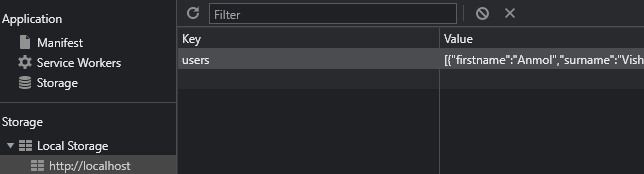 Application
Manifest
Service Workers
Storage
Storage
Local Storage
http://localhost
Filter
Key Value
users [{"firstname":"Anmol","surname":"Vish